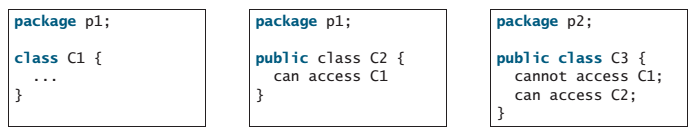 package p1;
class C1 {
...
}
package p1;
public class C2 {
can access C1
}
package p2;
public class C3 {
cannot access C1;
can access C2;
}